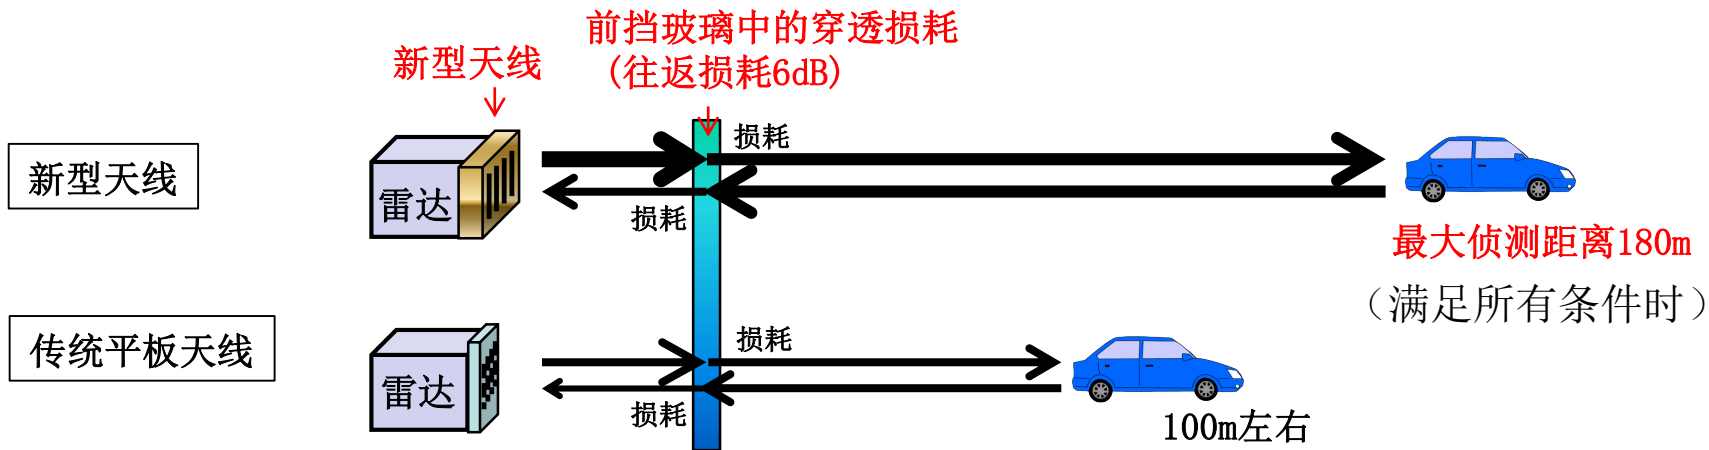 前挡玻璃中的穿透损耗
(往返损耗6dB)
新型天线
新型天线
雷达
损耗
损耗
最大侦测距离180m
（满足所有条件时）
传统平板天线
雷达
损耗
损耗
100m左右